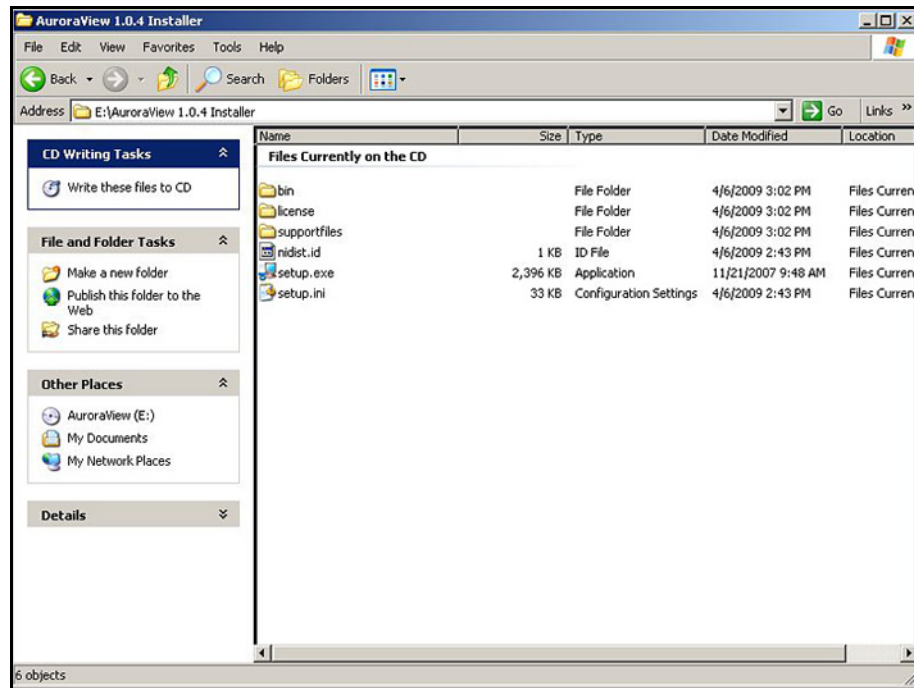 AuroraView 1.0.4 Installer
File Edit View Favorites Tools Help
Back Search Folders
Address E:\AuroraView 1.0.4 Installer Go Links »
CD Writing Tasks
Write these files to CD
File and Folder Tasks
Make a new folder
Publish this folder to the
Web
Share this folder
Other Places
AuroraView (E:)
My Documents
My Network Places
Details
Name Size Type Date Modified Location
Files Currently on the CD
bin File Folder 4/6/2009 3:02 PM Files Curren
license File Folder 4/6/2009 3:02 PM Files Curren
supportfiles File Folder 4/6/2009 3:02 PM Files Curren
nidist.id 1 KB ID File 4/6/2009 2:43 PM Files Curren
setup.exe 2,396 KB Application 11/21/2007 9:48 AM Files Curren
setup.ini 33 KB Configuration Settings 4/6/2009 2:43 PM Files Curren
6 objects